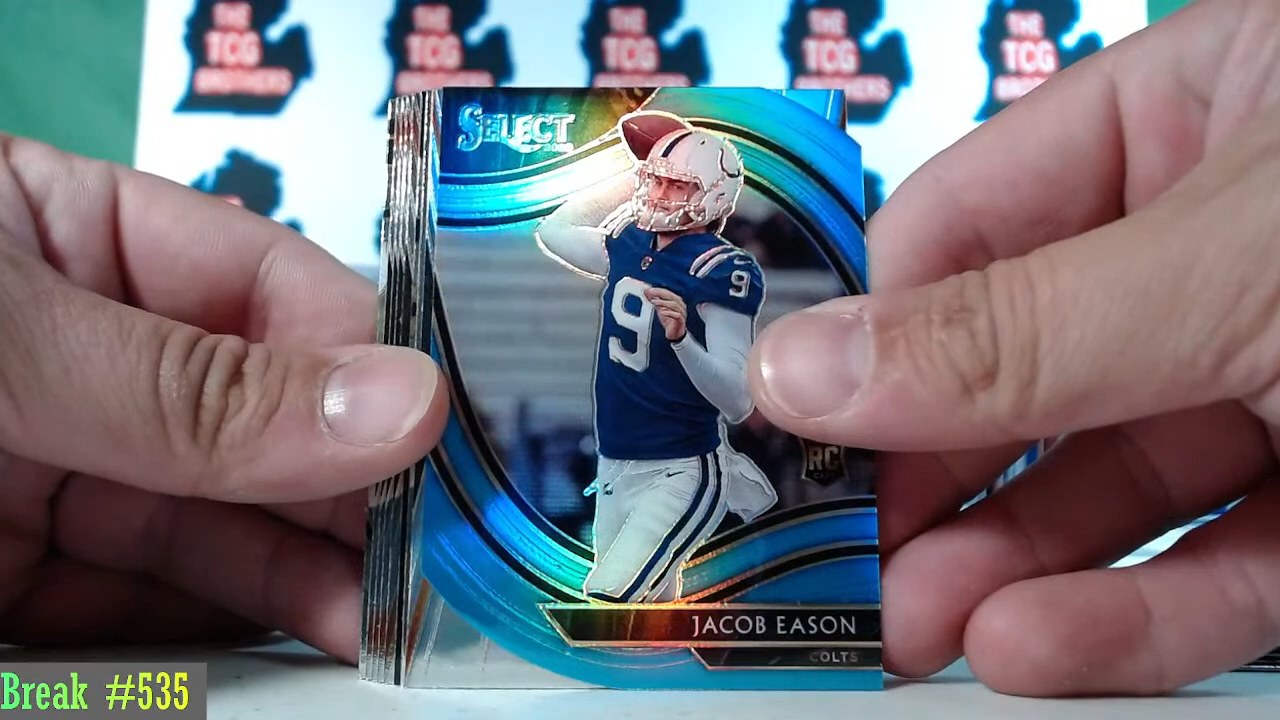 THE
TCG
BROTHERS
THE
TCG
BROTHERS
THE
TCG
BROTHERS
THE
TCG
BROTHERS
THE
TCG
BROTHERS
SELECT
9
9
RC
JACOB EASON
COLTS
Break #535